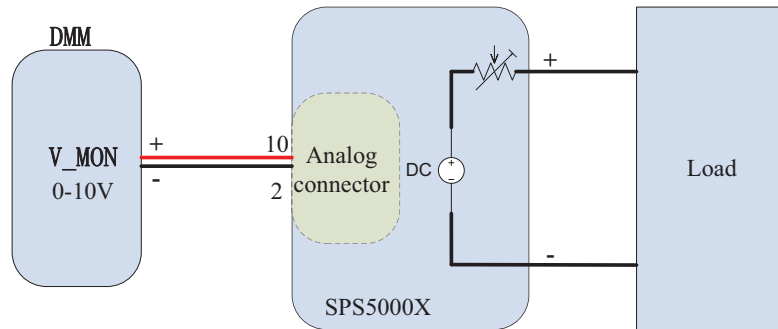 DMM
V_MON
0-10V
+
-
10
2
Analog
connector
DC
+
-
SPS5000X
+
-
Load